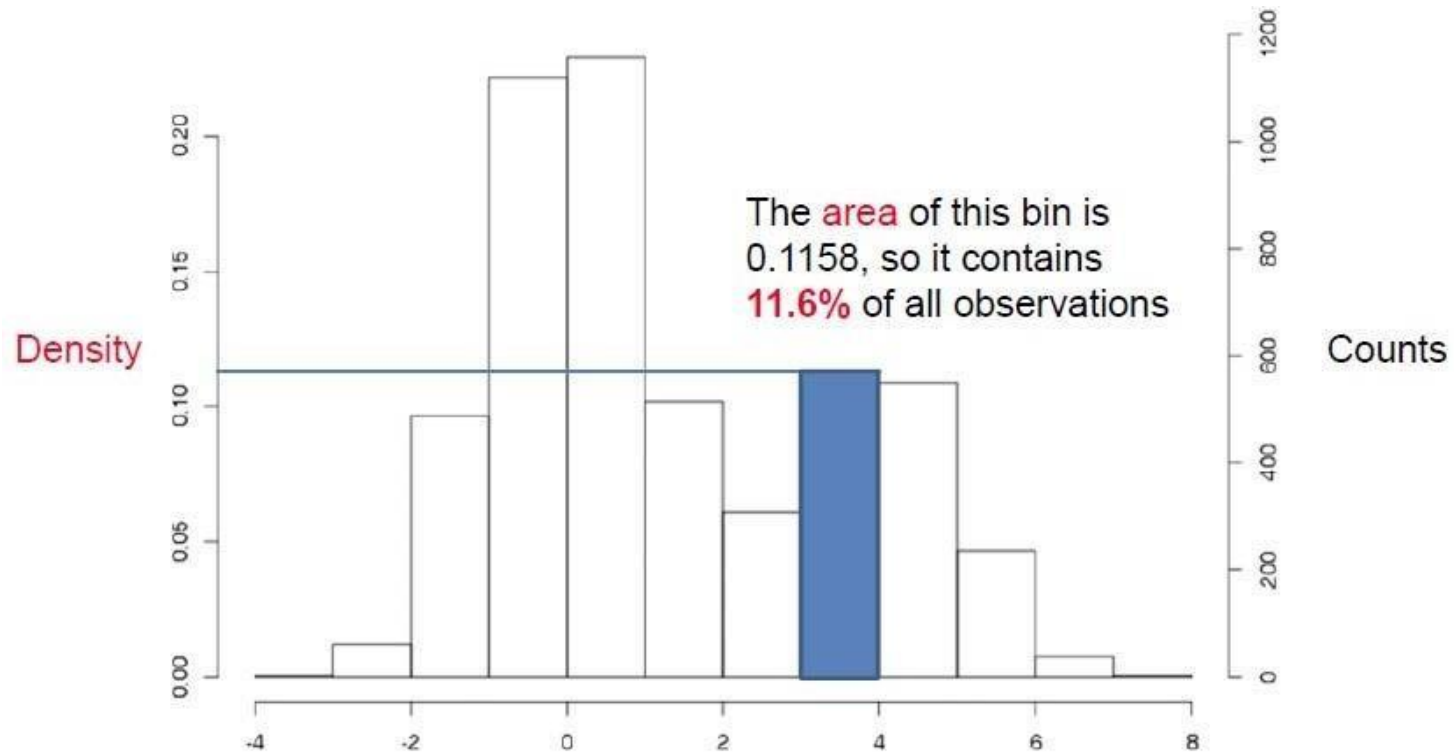 0.20
0.15
0.10
0.05
0.00
Density
The area of this bin is
0.1158, so it contains
11.6% of all observations
1200
1000
800
600
400
200
0
Counts
-4 -2 0 2 4 6 8